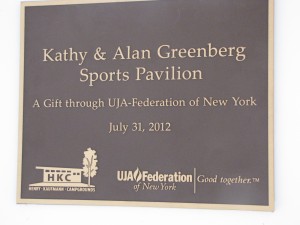 Kathy & Alan Greenberg
Sports Pavilion
A Gift through UJA-Federation of New York
July 31, 2012
HKC
HENRY KAUFMANN CAMPGROUNDS
UJA Federation
of New York
Good together.™